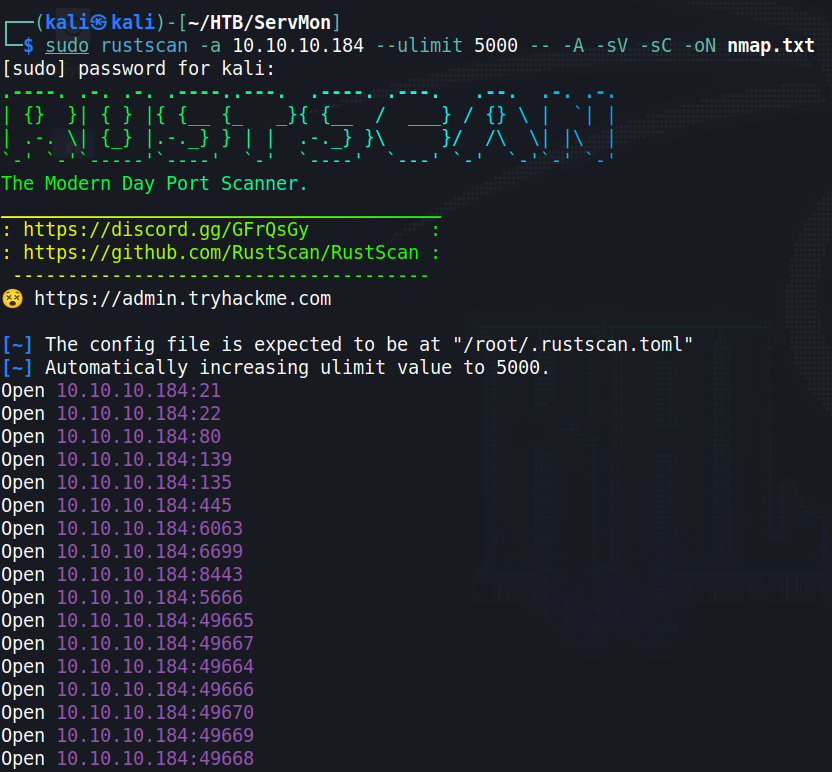 ┌──(kali㉿kali)-[~/HTB/ServMon]
└─$ sudo rustscan -a 10.10.10.184 --ulimit 5000 -- -A -sV -sC -oN nmap.txt
[sudo] password for kali:
.----. .-. .-. .----..---.  .----. .---.   .--.  .-. .-.
| {}  }| { } |{ {__ {_   _}{ {__  /  ___} / {} \ |  `| |
| .-. \| {_} |.-._} } | |  .-._} }\     }/  /\  \| |\  |
`-' `-'`-----'`----'  `-'  `----'  `---' `-'  `-'`-' `-'
The Modern Day Port Scanner.
________________________________________
: https://discord.gg/GFrQsGy           :
: https://github.com/RustScan/RustScan :
 --------------------------------------
😵 https://admin.tryhackme.com
[~] The config file is expected to be at "/root/.rustscan.toml"
[~] Automatically increasing ulimit value to 5000.
Open 10.10.10.184:21
Open 10.10.10.184:22
Open 10.10.10.184:80
Open 10.10.10.184:139
Open 10.10.10.184:135
Open 10.10.10.184:445
Open 10.10.10.184:6063
Open 10.10.10.184:6699
Open 10.10.10.184:8443
Open 10.10.10.184:5666
Open 10.10.10.184:49665
Open 10.10.10.184:49667
Open 10.10.10.184:49664
Open 10.10.10.184:49666
Open 10.10.10.184:49670
Open 10.10.10.184:49669
Open 10.10.10.184:49668